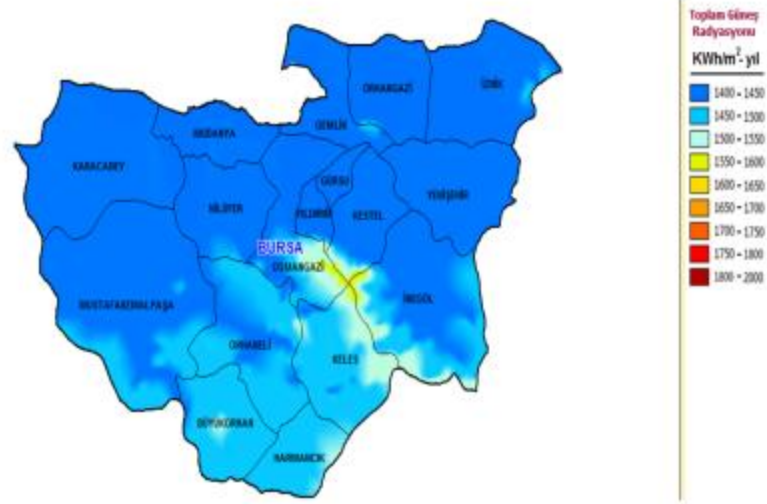 Toplam Güneş
Radyasyonu
KWh/m²- yıl
1400 - 1450
1450 - 1500
1500 - 1550
1550 - 1600
1600 - 1650
1650 - 1700
1700 - 1750
1750 - 1800
1800 - 2000
ORHANGAZİ
İZNİK
GEMLİK
MUDANYA
KARACABEY
GÜRSU
YENİŞEHİR
NİLÜFER
YILDIRIM
KESTEL
BURSA
OSMANGAZİ
İNEGÖL
MUSTAFAKEMALPAŞA
ORHANELİ
KELES
BÜYÜKORHAN
HARMANCIK